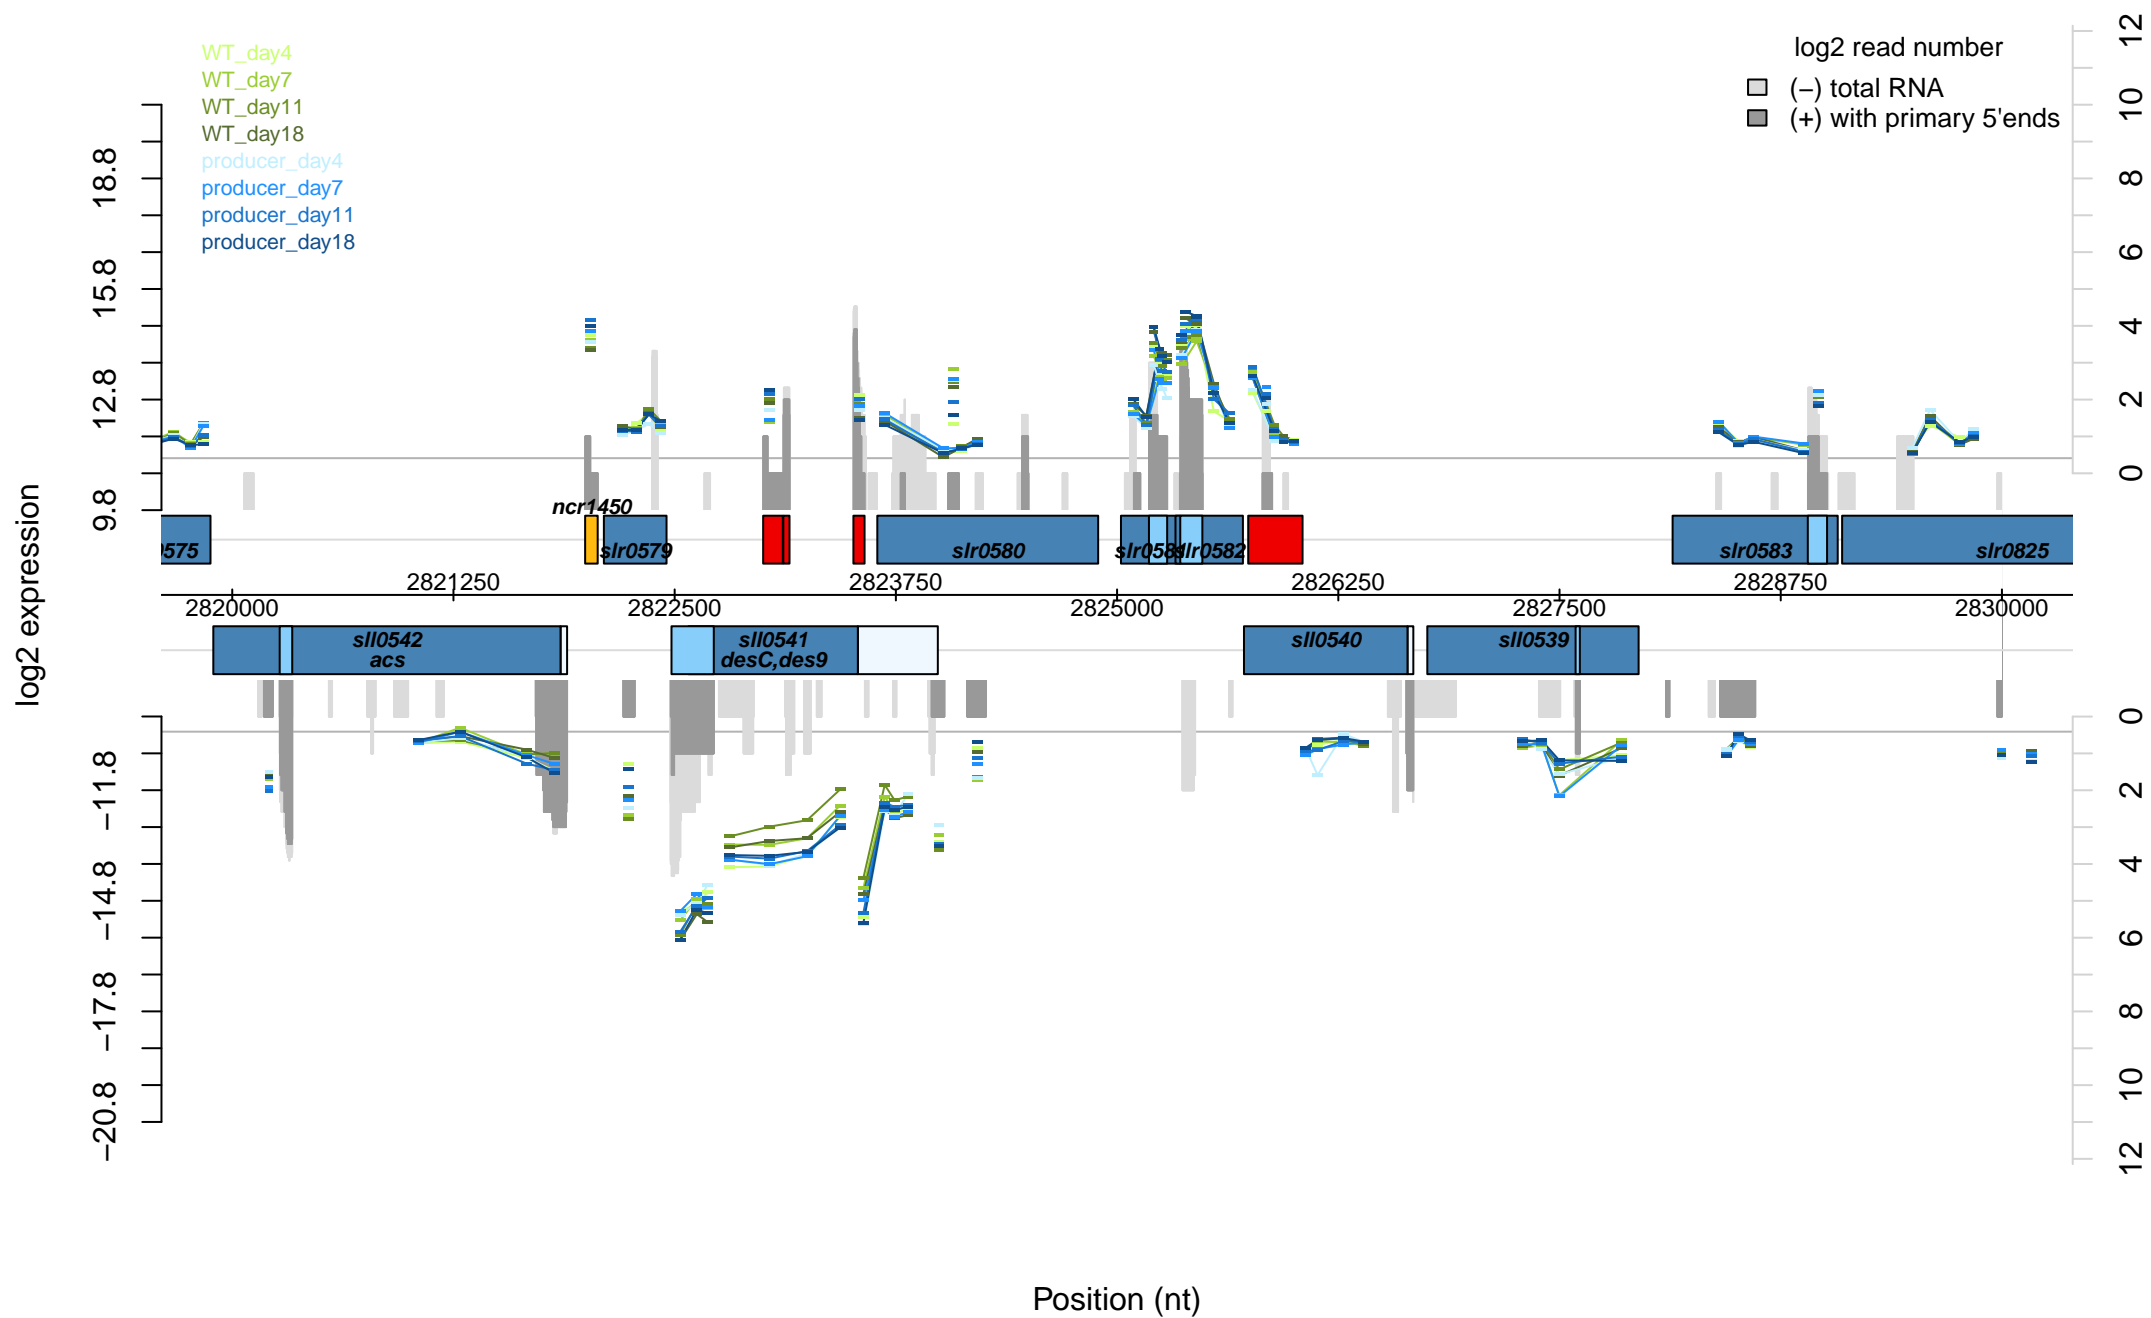 WT_day4
WT_day7
WT_day11
WT_day18
producer_day4
producer_day7
producer_day11
producer_day18
log2 read number
(−) total RNA
(+) with primary 5'ends
12
10
8
6
4
2
0
18.8
15.8
12.8
9.8
log2 expression
ncr1450
0575
slr0579
slr0580
slr0581
slr0582
slr0583
slr0825
2821250
2823750
2826250
2828750
2820000
2822500
2825000
2827500
2830000
sll0542
acs
sll0541
desC,des9
sll0540
sll0539
−11.8
−14.8
−17.8
−20.8
0
2
4
6
8
10
12
Position (nt)